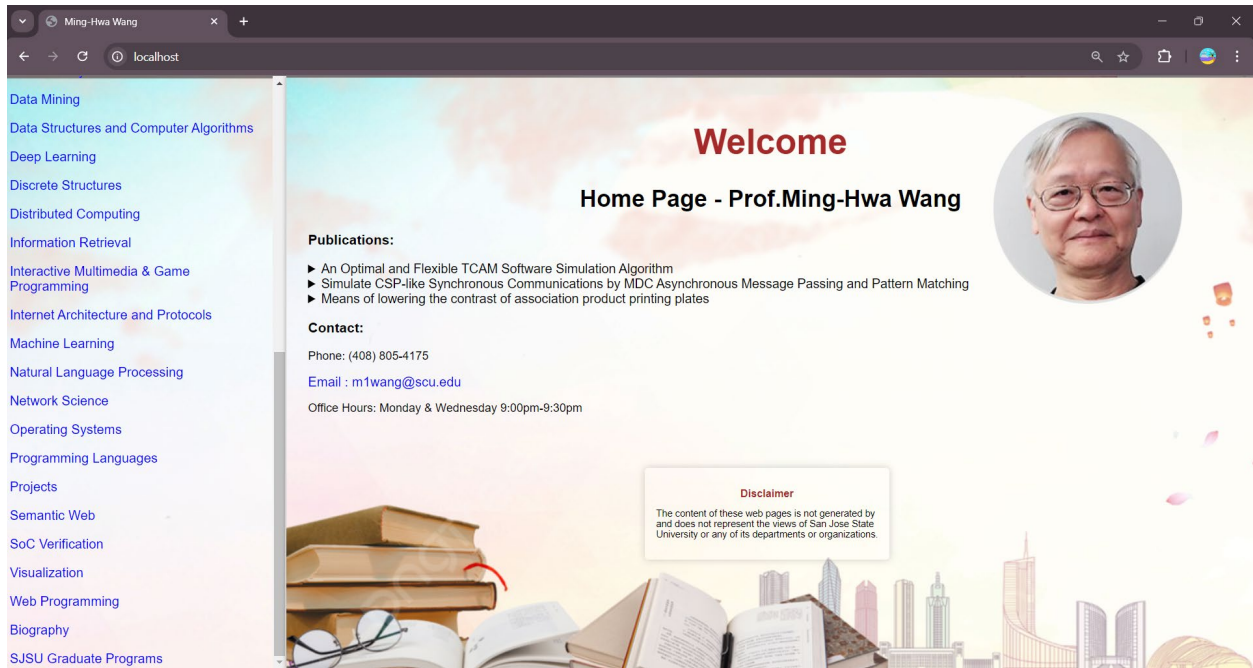 Ming-Hwa Wang
localhost
Data Mining
Data Structures and Computer Algorithms
Deep Learning
Discrete Structures
Distributed Computing
Information Retrieval
Interactive Multimedia & Game
Programming
Internet Architecture and Protocols
Machine Learning
Natural Language Processing
Network Science
Operating Systems
Programming Languages
Projects
Semantic Web
SoC Verification
Visualization
Web Programming
Biography
SJSU Graduate Programs
Welcome
Home Page - Prof.Ming-Hwa Wang
Publications:
An Optimal and Flexible TCAM Software Simulation Algorithm
Simulate CSP-like Synchronous Communications by MDC Asynchronous Message Passing and Pattern Matching
Means of lowering the contrast of association product printing plates
Contact:
Phone: (408) 805-4175
Email : m1wang@scu.edu
Office Hours: Monday & Wednesday 9:00pm-9:30pm
Disclaimer
The content of these web pages is not generated by
and does not represent the views of San Jose State
University or any of its departments or organizations.